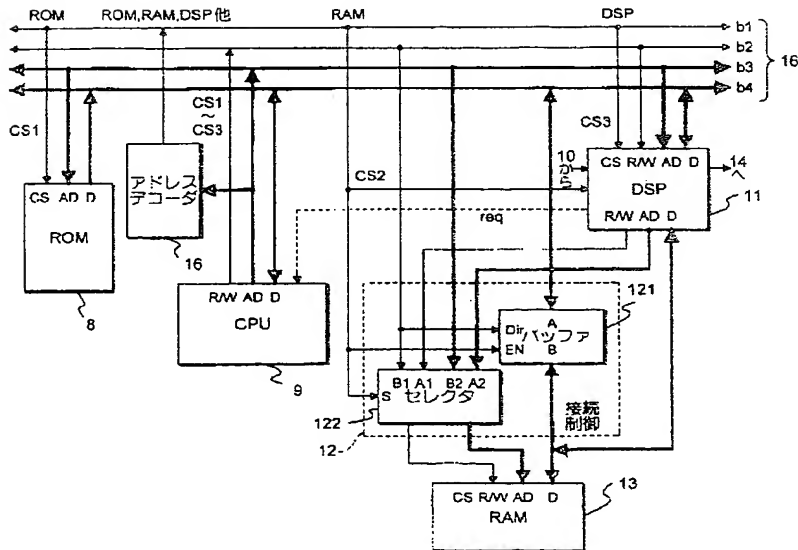 ROM
ROM,RAM,DSP 他
RAM
DSP
b1
b2
b3
b4
16
CS1
CS1
~
CS3
CS3
CS AD D
ROM
8
アドレス
デコーダ
16
R/W AD D
CPU
9
CS2
req
10
から
CS R/W AD D
DSP
R/W AD D
14
へ
11
121
A
Dir バッファ
EN B
B1 A1 B2 A2
S セレクタ
122
12
接続
制御
CS R/W AD D
RAM
13